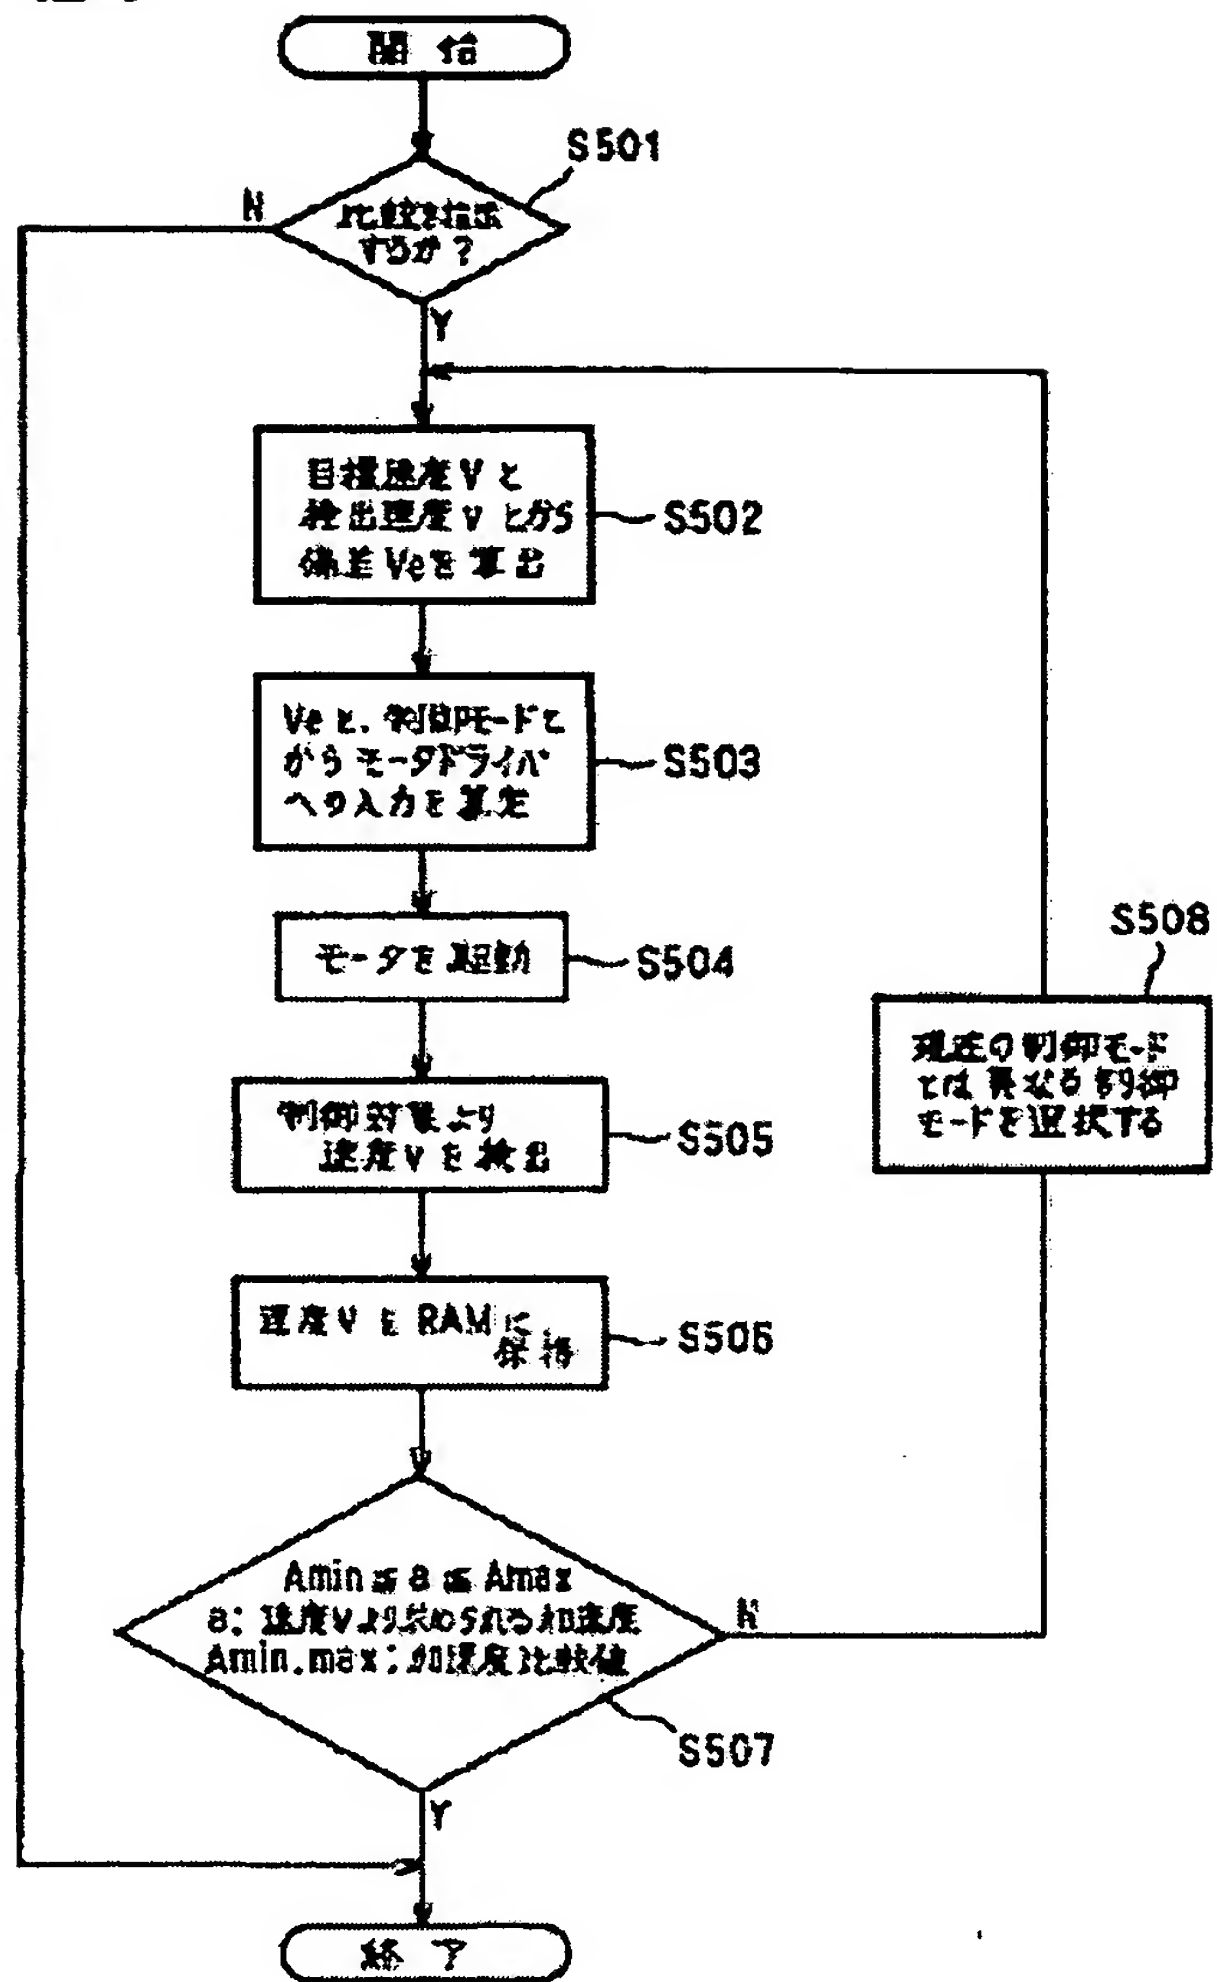 開 始
S501
N
比較を指示
するか？
Y
目標速度Vと
検出速度vとから
偏差Veを算出
S502
Veと、制御モードと
からモータドライバ
への入力を算定
S503
モータを駆動
S504
S508
現在の制御モード
とは異なる制御
モードを選択する
制御対象より
速度vを検出
S505
速度vをRAMに
保持
S506
Amin≦a≦Amax
a：速度vより求められる加速度
Amin.max：加速度比較値
N
S507
Y
終 了